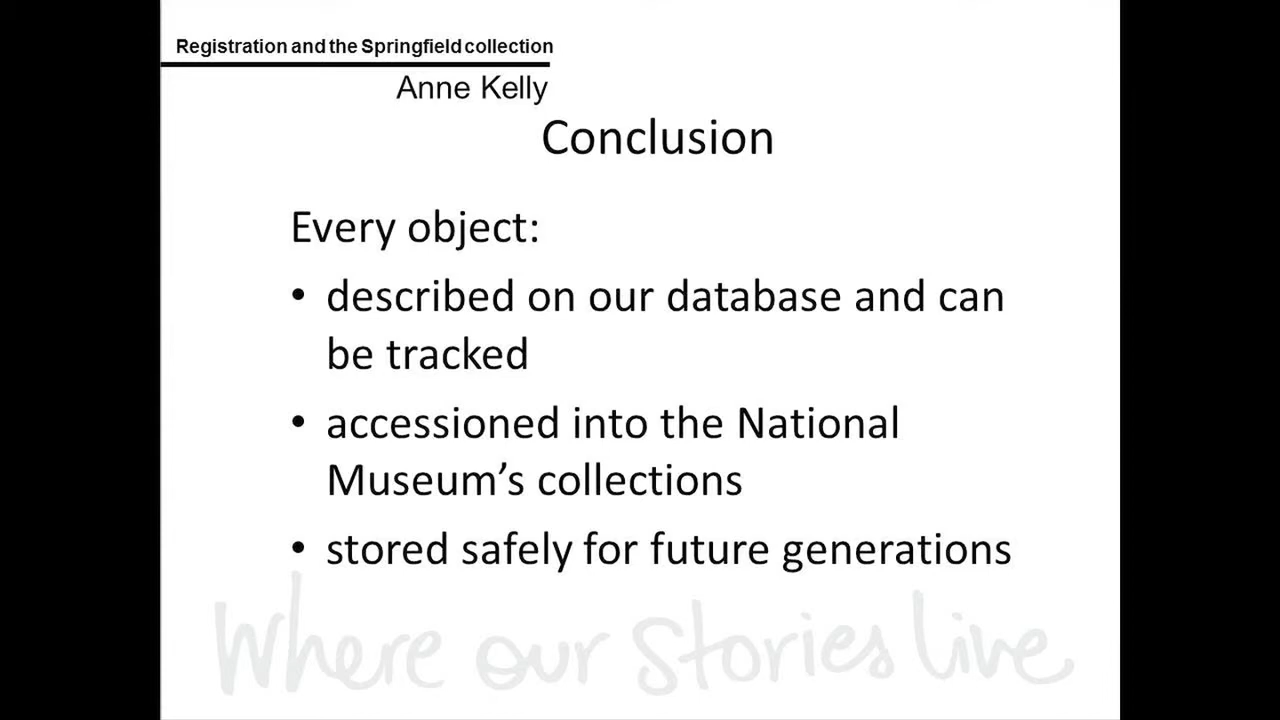 Registration and the Springfield collection
Anne Kelly
Conclusion
Every object:
• described on our database and can
be tracked
• accessioned into the National
Museum’s collections
• stored safely for future generations
Where our Stories live